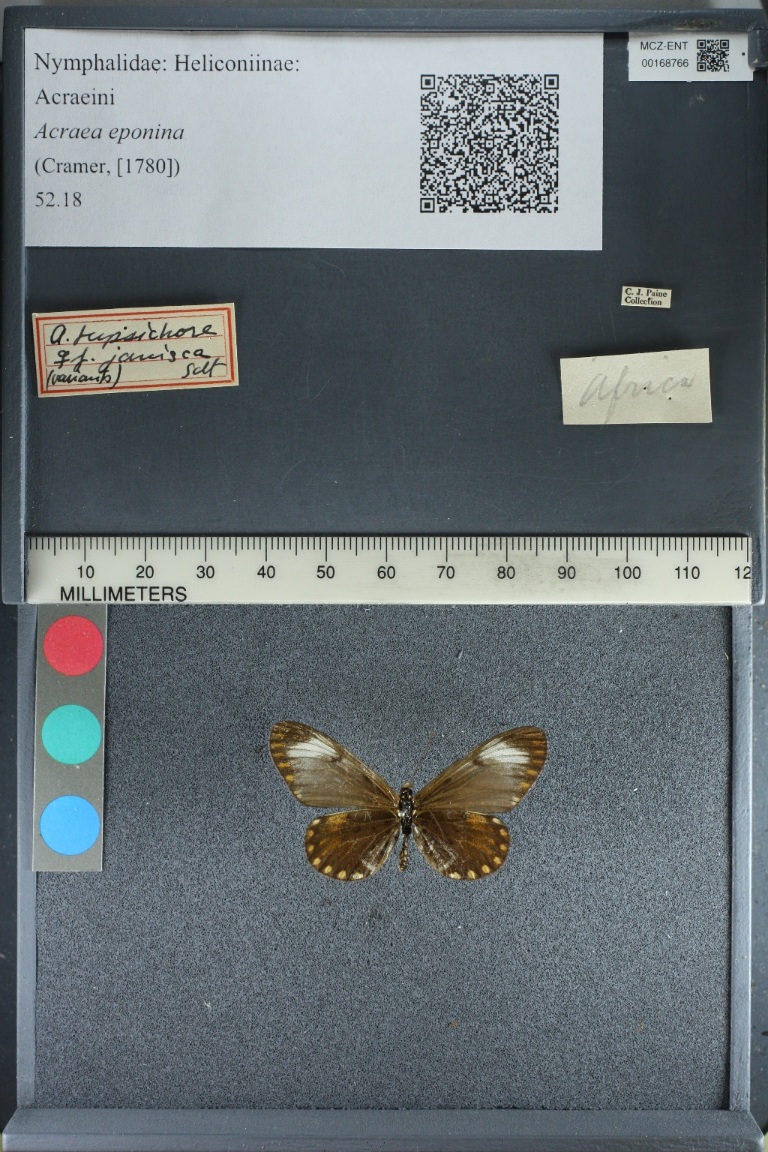 Nymphalidae: Heliconiinae:
Acraeini
Acraea eponina
(Cramer, [1780])
52.18
MCZ-ENT
00168766
C. J. Paine
Collection
A. terpsichore
♀ f. janisca
(variants) Sdt
Africa
10 20 30 40 50 60 70 80 90 100 110 12
MILLIMETERS